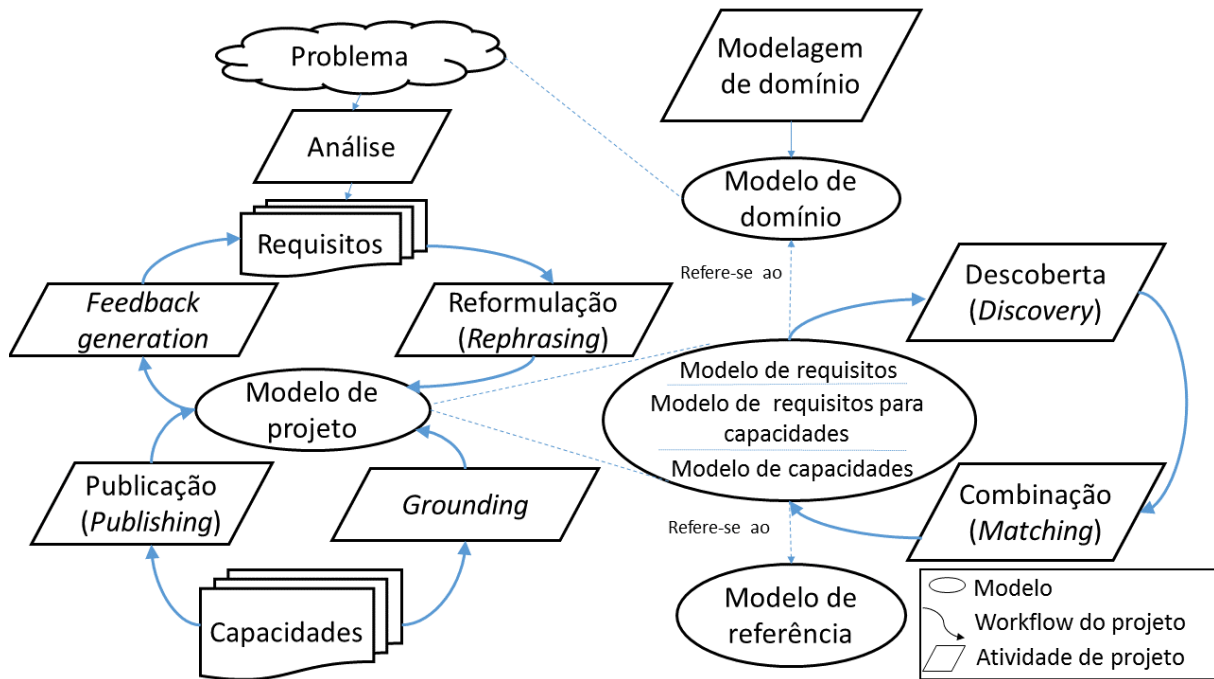 Problema
Modelagem
de domínio
Análise
Modelo de
domínio
Requisitos
Refere-se ao
Descoberta
(Discovery)
Feedback
generation
Reformulação
(Rephrasing)
Modelo de requisitos
Modelo de requisitos para
capacidades
Modelo de capacidades
Modelo de
projeto
Publicação
(Publishing)
Grounding
Combinação
(Matching)
Refere-se ao
Capacidades
Modelo de
referência
Modelo
Workflow do projeto
Atividade de projeto